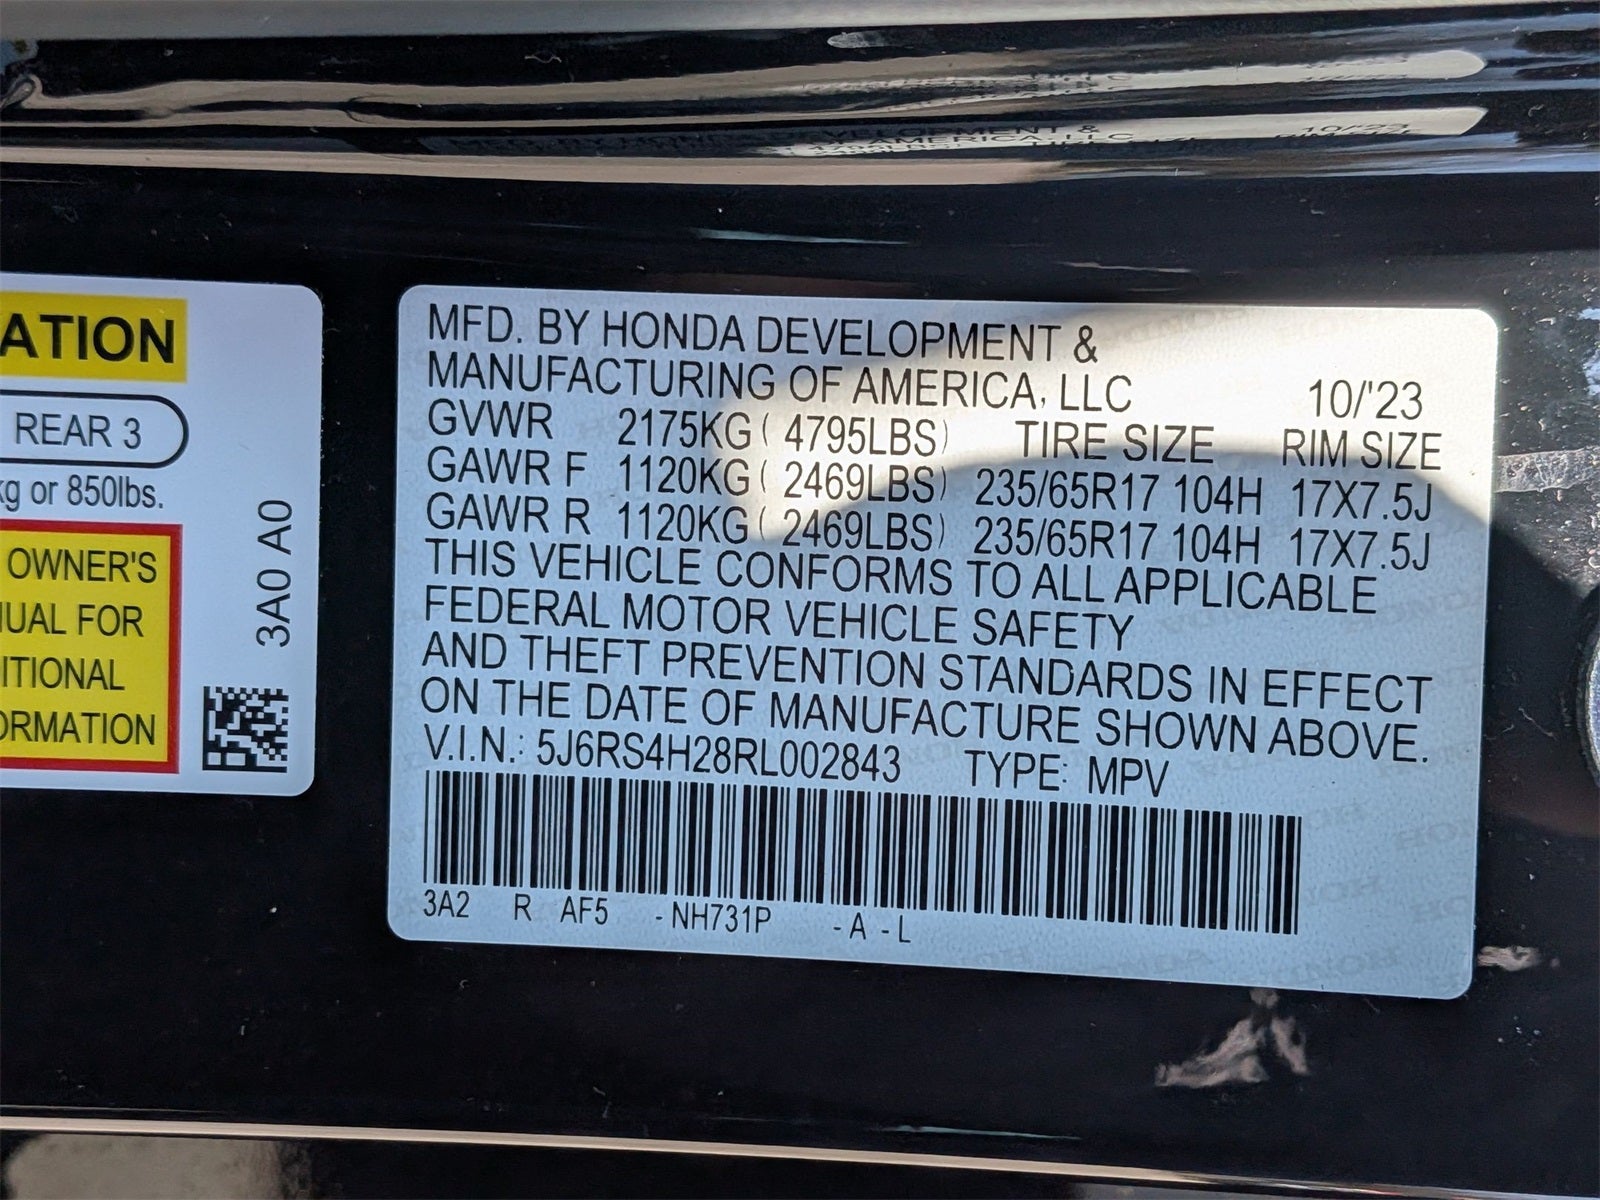 ATION
REAR 3
kg or 850lbs.
OWNER'S
NUAL FOR
ITIONAL
ORMATION
3A0 A0
MFD. BY HONDA DEVELOPMENT &
MANUFACTURING OF AMERICA, LLC 10/'23
GVWR 2175KG ( 4795LBS) TIRE SIZE RIM SIZE
GAWR F 1120KG ( 2469LBS) 235/65R17 104H 17X7.5J
GAWR R 1120KG ( 2469LBS) 235/65R17 104H 17X7.5J
THIS VEHICLE CONFORMS TO ALL APPLICABLE
FEDERAL MOTOR VEHICLE SAFETY
AND THEFT PREVENTION STANDARDS IN EFFECT
ON THE DATE OF MANUFACTURE SHOWN ABOVE.
V.I.N.: 5J6RS4H28RL002843 TYPE: MPV
3A2 R AF5 -NH731P -A -L